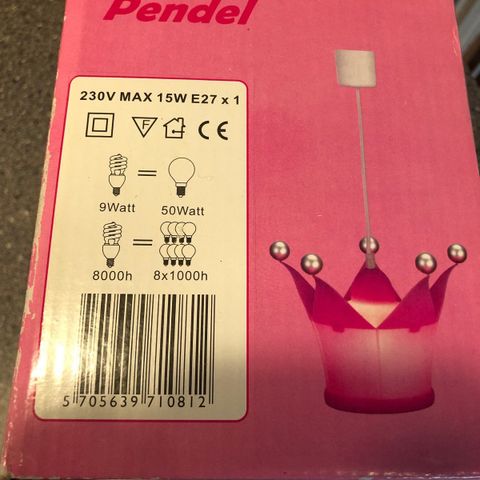 Pendel
230V MAX 15W E27 x 1
F CE
9Watt 50Watt
8000h 8x1000h
5 705639 710812